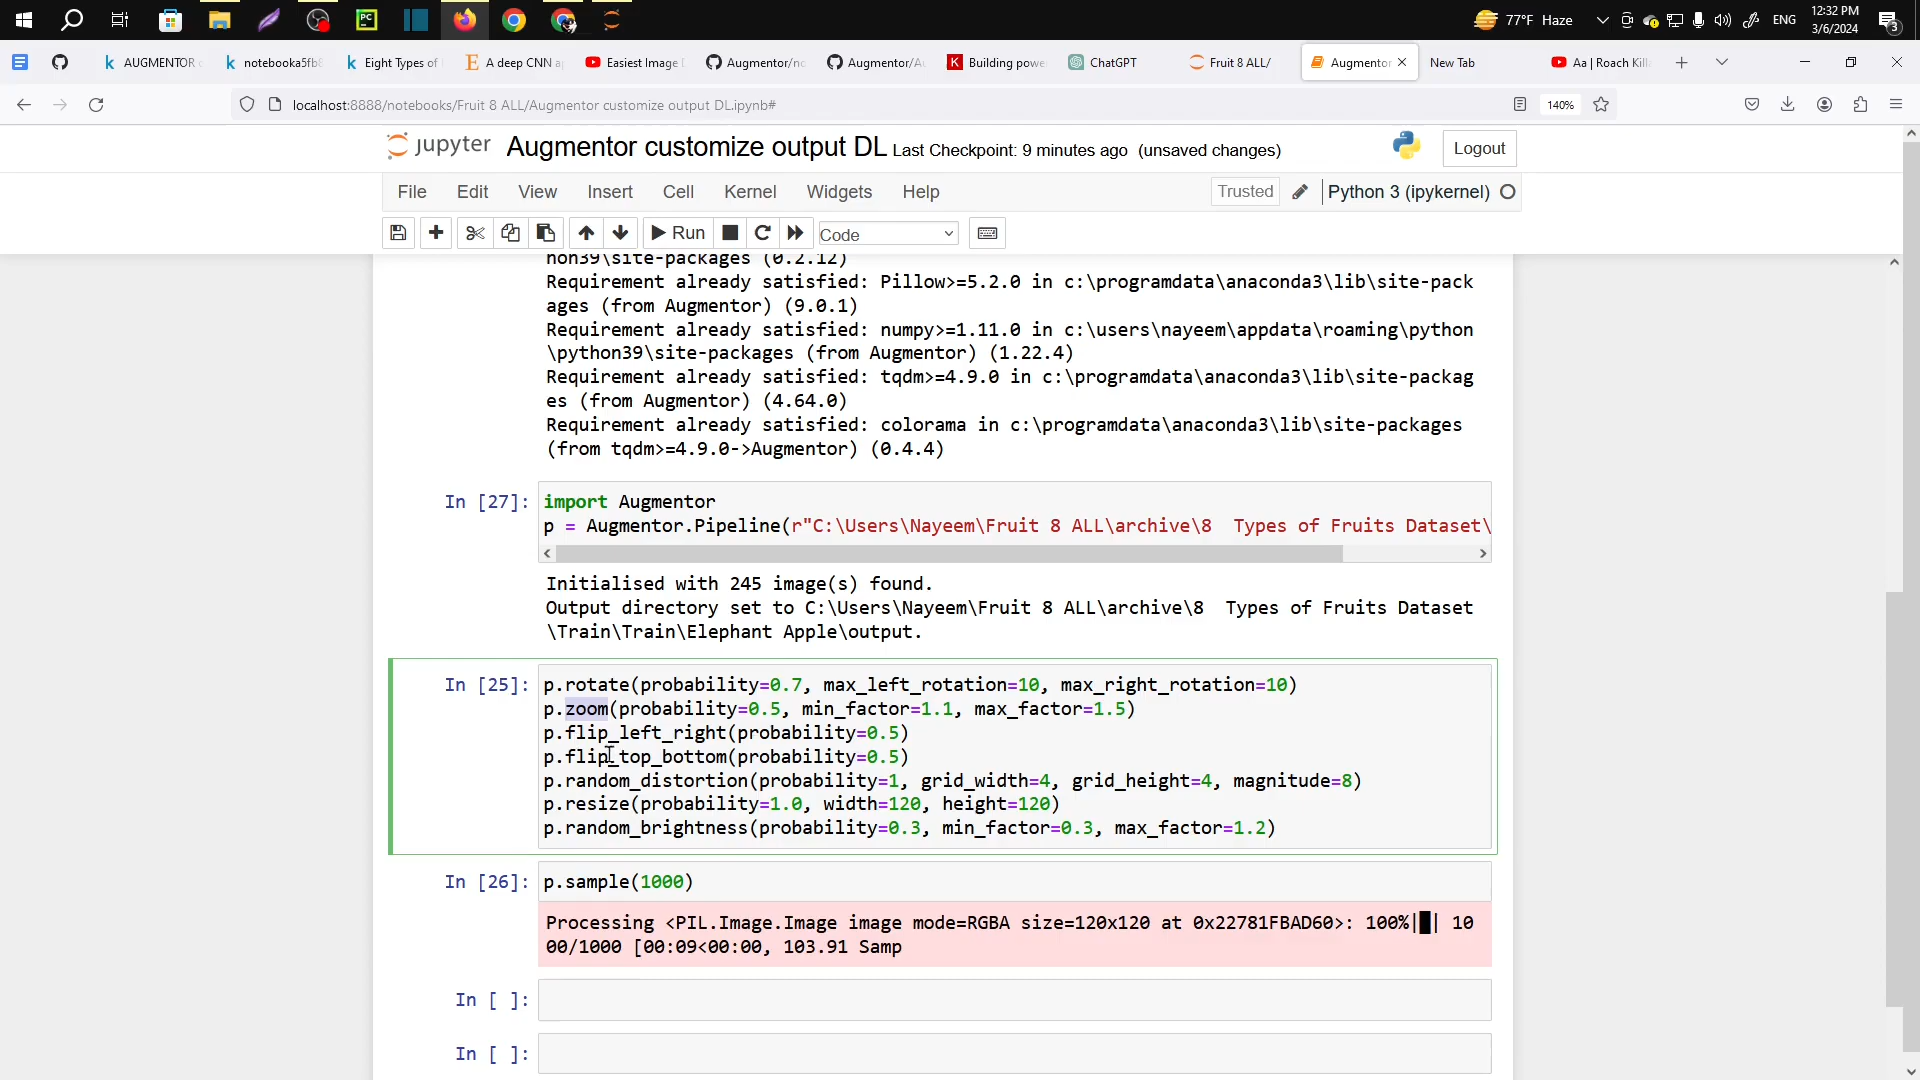 77°F Haze
ENG
12:32 PM
3/6/2024
3
AUGMENTOR
notebooka5fb8
Eight Types of
A deep CNN a
Easiest Image
Augmentor/no
Augmentor/A
Building powe
ChatGPT
Fruit 8 ALL/
Augmentor
New Tab
Aa | Roach Kill
localhost:8888/notebooks/Fruit 8 ALL/Augmentor customize output DL.ipynb#
140%
jupyter Augmentor customize output DL Last Checkpoint: 9 minutes ago (unsaved changes)
Logout
File Edit View Insert Cell Kernel Widgets Help
Trusted
Python 3 (ipykernel)
Run
Code
hon39\site-packages (0.2.12)
Requirement already satisfied: Pillow>=5.2.0 in c:\programdata\anaconda3\lib\site-pack
ages (from Augmentor) (9.0.1)
Requirement already satisfied: numpy>=1.11.0 in c:\users\nayeem\appdata\roaming\python
\python39\site-packages (from Augmentor) (1.22.4)
Requirement already satisfied: tqdm>=4.9.0 in c:\programdata\anaconda3\lib\site-packag
es (from Augmentor) (4.64.0)
Requirement already satisfied: colorama in c:\programdata\anaconda3\lib\site-packages
(from tqdm>=4.9.0->Augmentor) (0.4.4)
In [27]: import Augmentor
p = Augmentor.Pipeline(r"C:\Users\Nayeem\Fruit 8 ALL\archive\8  Types of Fruits Dataset\
Initialised with 245 image(s) found.
Output directory set to C:\Users\Nayeem\Fruit 8 ALL\archive\8  Types of Fruits Dataset
\Train\Train\Elephant Apple\output.
In [25]: p.rotate(probability=0.7, max_left_rotation=10, max_right_rotation=10)
p.zoom(probability=0.5, min_factor=1.1, max_factor=1.5)
p.flip_left_right(probability=0.5)
p.flip_top_bottom(probability=0.5)
p.random_distortion(probability=1, grid_width=4, grid_height=4, magnitude=8)
p.resize(probability=1.0, width=120, height=120)
p.random_brightness(probability=0.3, min_factor=0.3, max_factor=1.2)
In [26]: p.sample(1000)
Processing <PIL.Image.Image image mode=RGBA size=120x120 at 0x22781FBAD60>: 100%|█| 10
00/1000 [00:09<00:00, 103.91 Samp
In [ ]:
In [ ]: